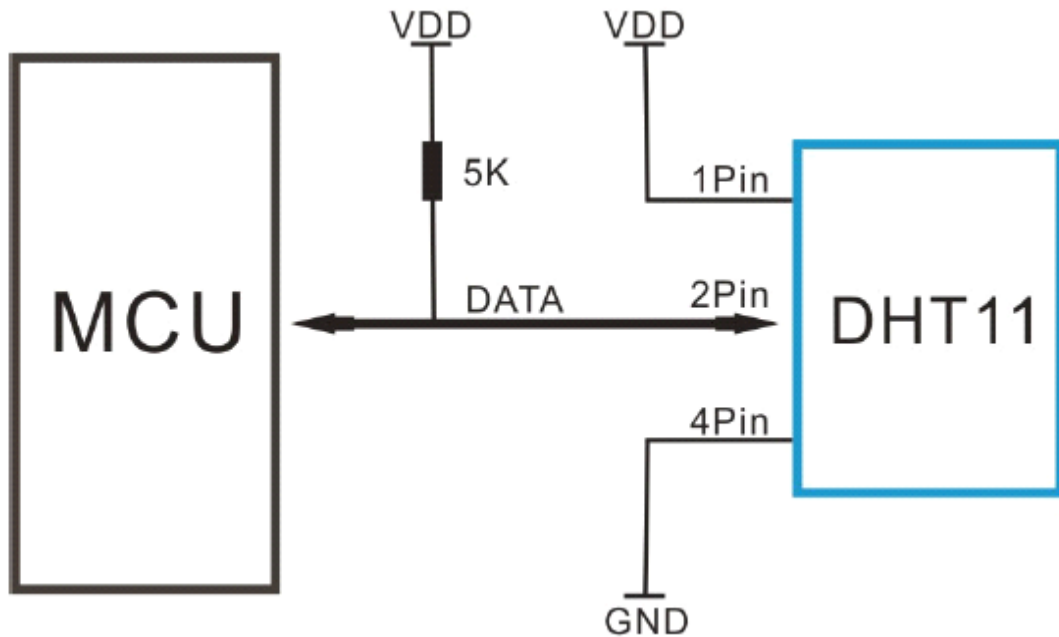 VDD
VDD
5K
1Pin
MCU
DATA
2Pin
DHT11
4Pin
GND